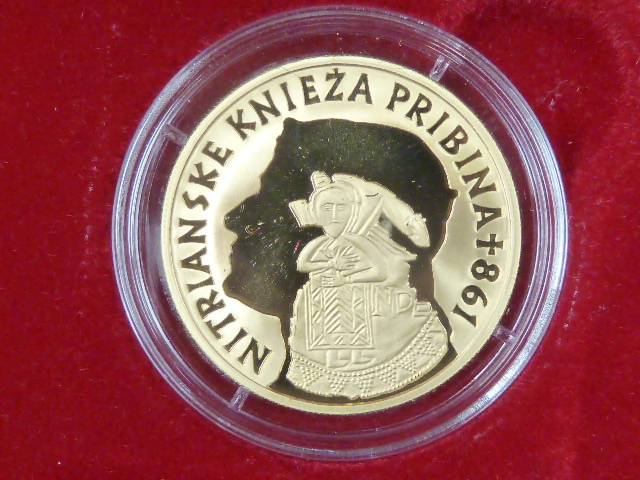 NITRIANSKE KNIEŽA PRIBINA ✝ 861